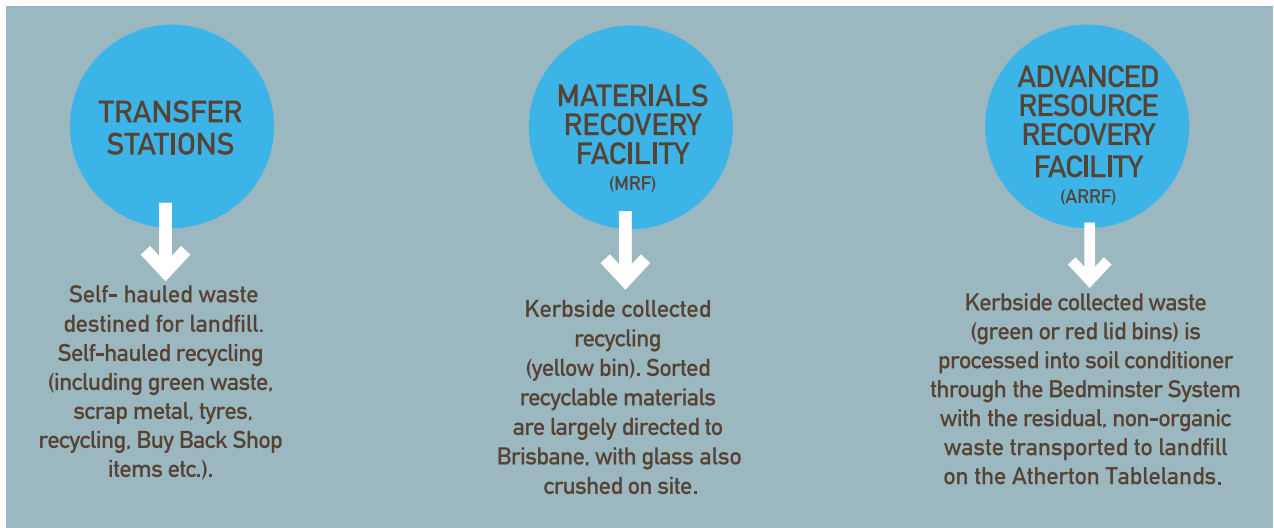 TRANSFER
STATIONS
Self- hauled waste
destined for landfill.
Self-hauled recycling
(including green waste,
scrap metal, tyres,
recycling, Buy Back Shop
items etc.).
MATERIALS
RECOVERY
FACILITY
(MRF)
Kerbside collected
recycling
(yellow bin). Sorted
recyclable materials
are largely directed to
Brisbane, with glass also
crushed on site.
ADVANCED
RESOURCE
RECOVERY
FACILITY
(ARRF)
Kerbside collected waste
(green or red lid bins) is
processed into soil conditioner
through the Bedminster System
with the residual, non-organic
waste transported to landfill
on the Atherton Tablelands.